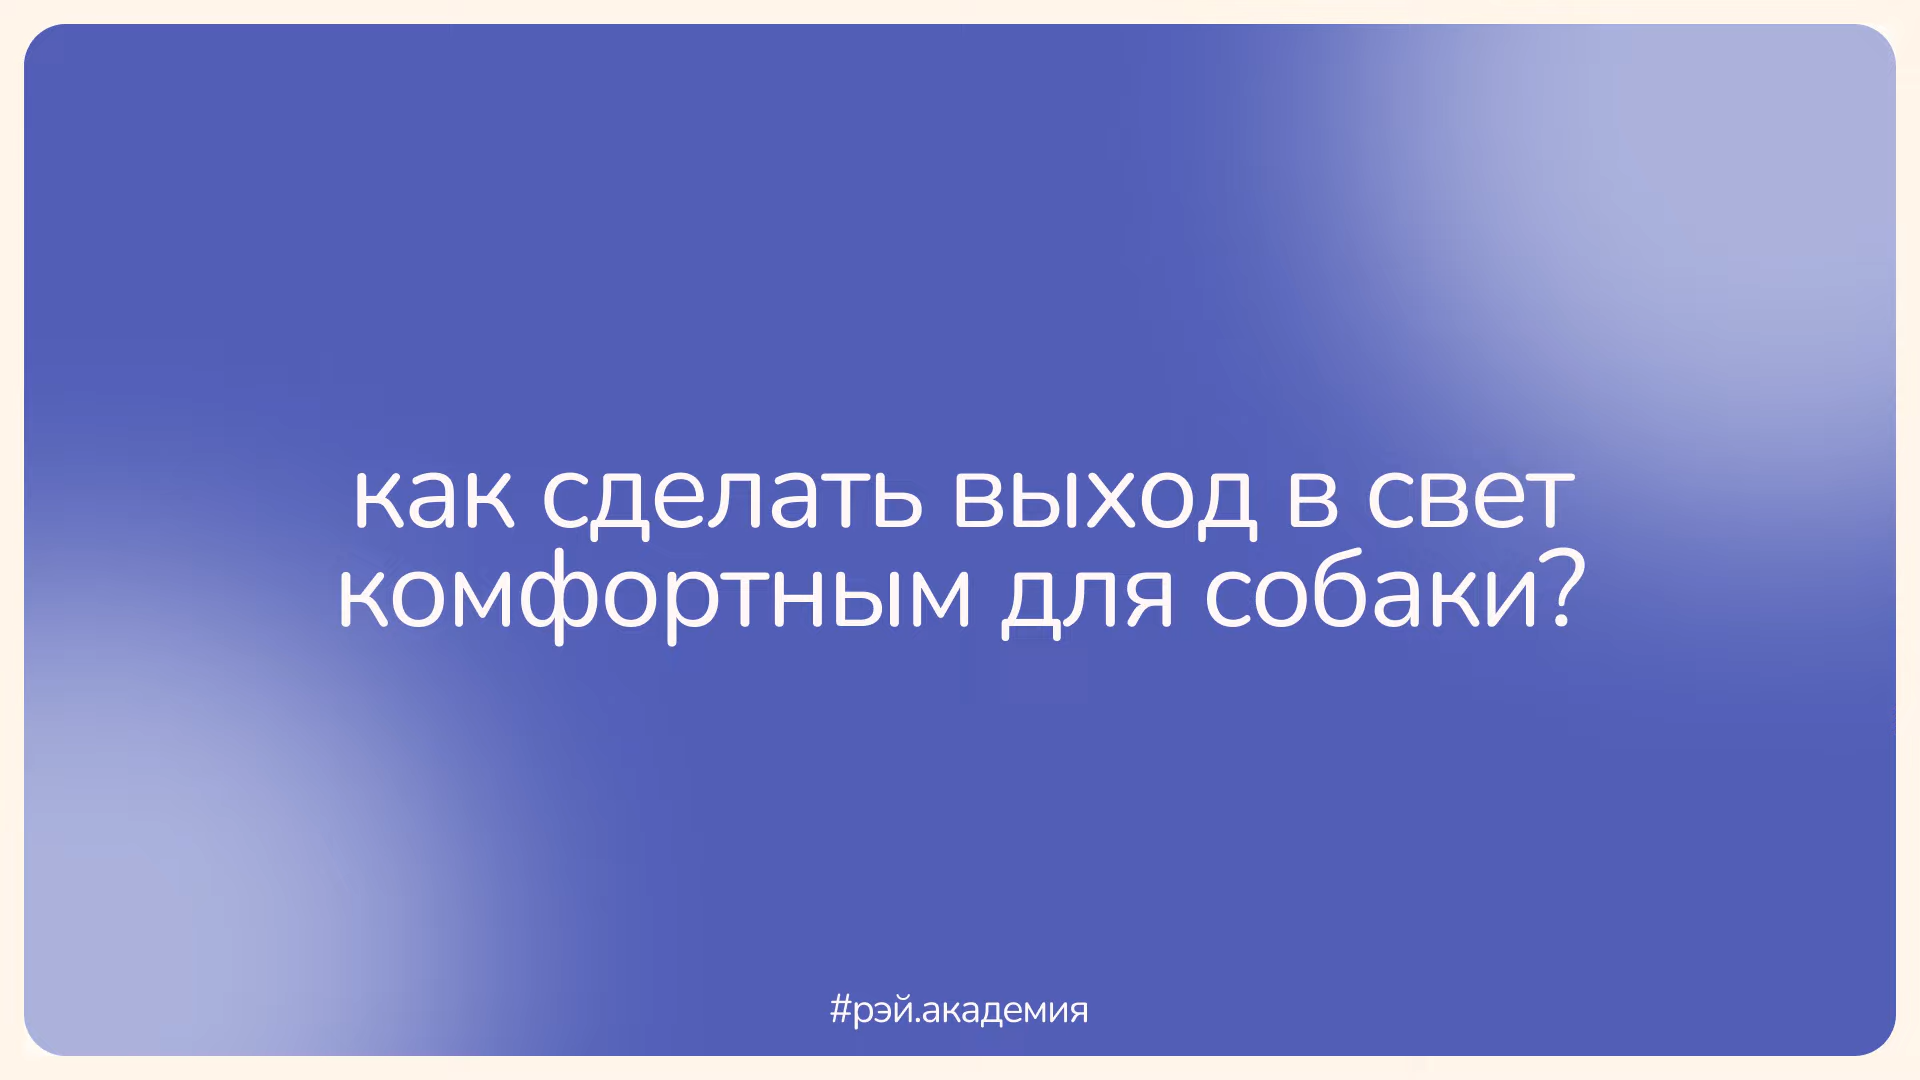 как сделать выход в свет
комфортным для собаки?
#рэй.академия